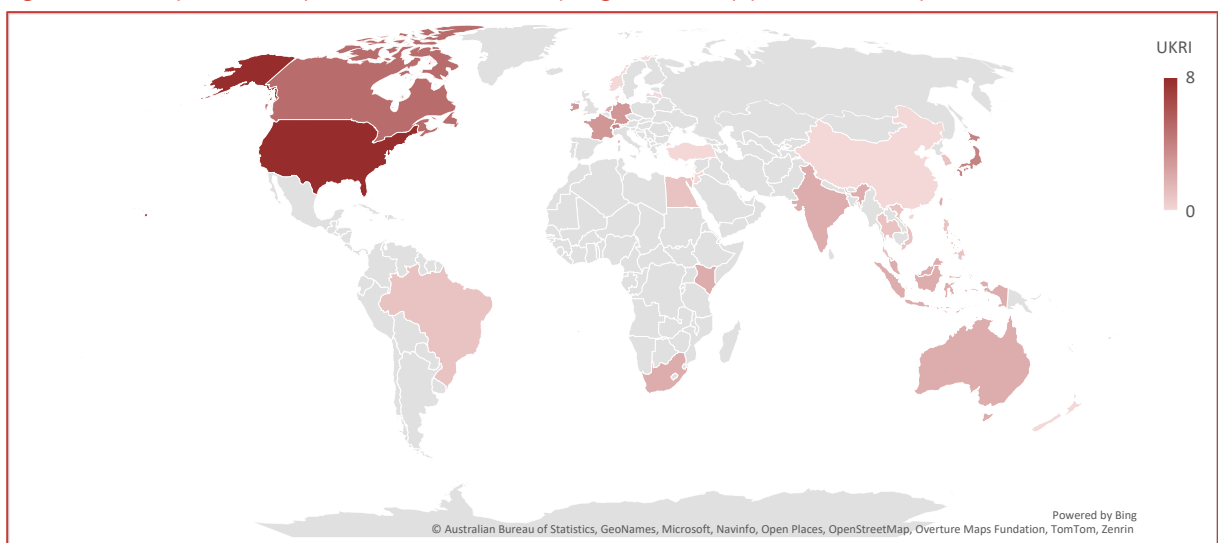 UKRI
8
0
Powered by Bing
© Australian Bureau of Statistics, GeoNames, Microsoft, Navinfo, Open Places, OpenStreetMap, Overture Maps Fundation, TomTom, Zenrin